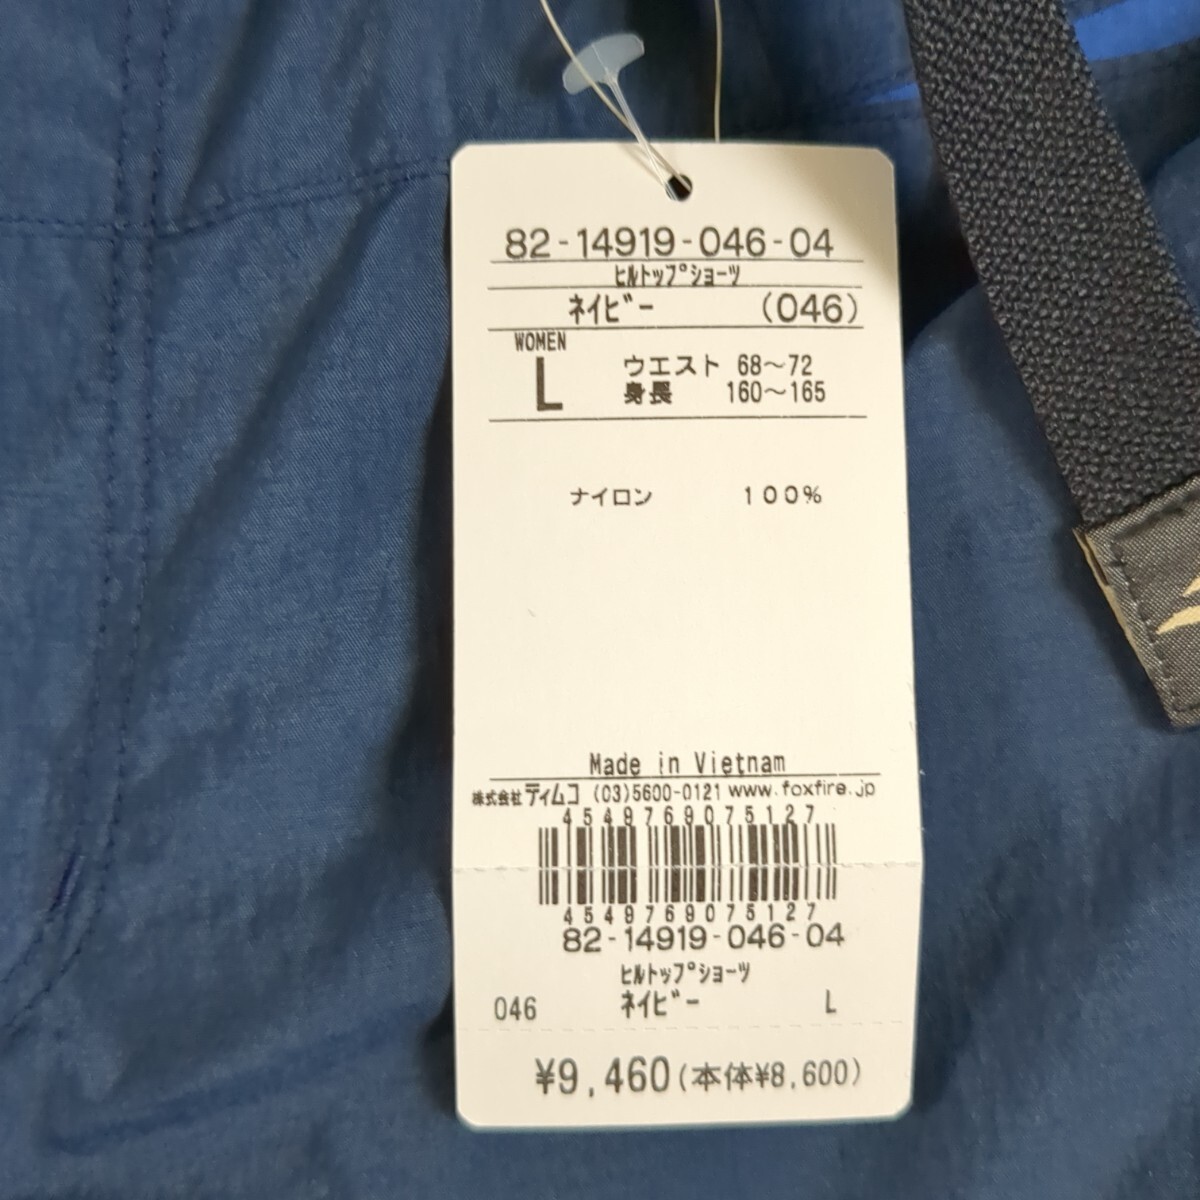 82-14919-046-04
ﾋﾙﾄｯﾌﾟｼｮｰﾂ
ﾈｲﾋﾞｰ (046)
WOMEN
L ウエスト 68～72
身長 160～165
ナイロン １００％
Made in Vietnam
株式会社 ティムコ (03)5600-0121 www.foxfire.jp
4549769075127
4549769075127
82-14919-046-04
ﾋﾙﾄｯﾌﾟｼｮｰﾂ
046 ﾈｲﾋﾞｰ L
¥9,460(本体¥8,600)